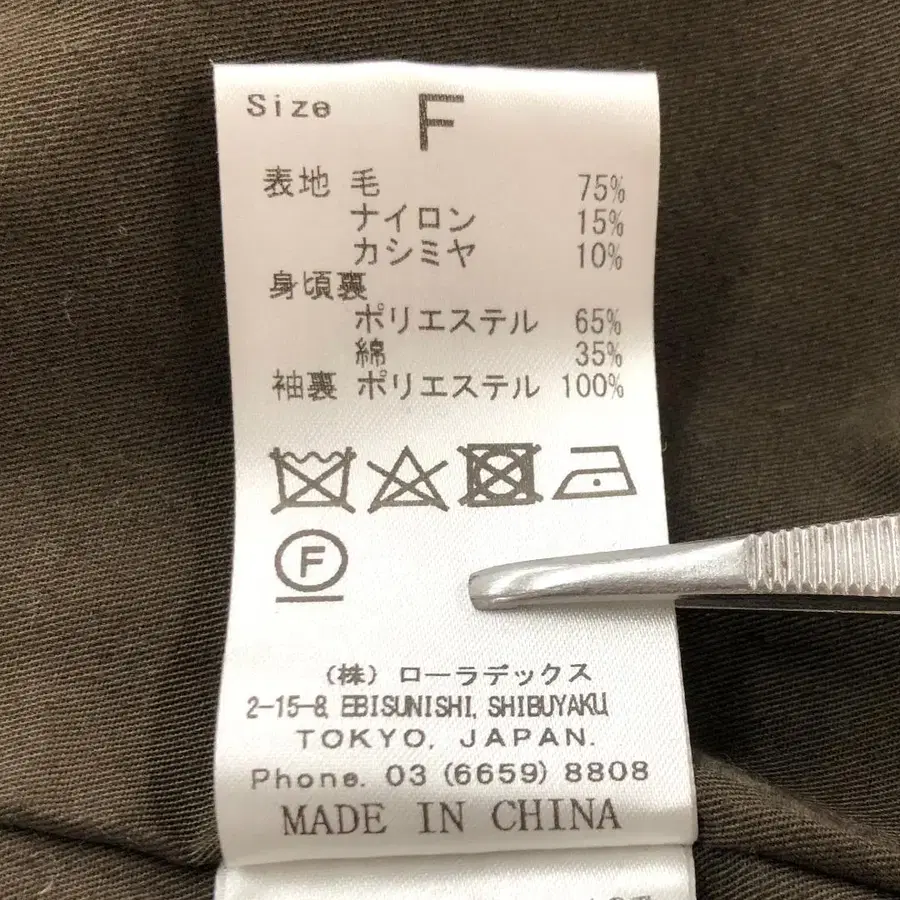 Size F
表地 毛 75%
ナイロン 15%
カシミヤ 10%
身頃裏
ポリエステル 65%
綿 35%
袖裏 ポリエステル 100%
F
(株) ローラデックス
2-15-8, EBISUNISHI, SHIBUYAKU,
TOKYO, JAPAN.
Phone. 03 (6659) 8808
MADE IN CHINA